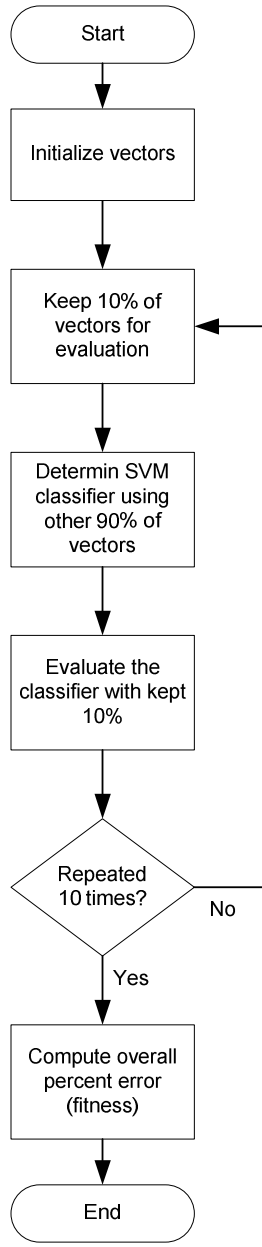 Start
Initialize vectors
Keep 10% of
vectors for
evaluation
Determin SVM
classifier using
other 90% of
vectors
Evaluate the
classifier with kept
10%
Repeated
10 times?
No
Yes
Compute overall
percent error
(fitness)
End